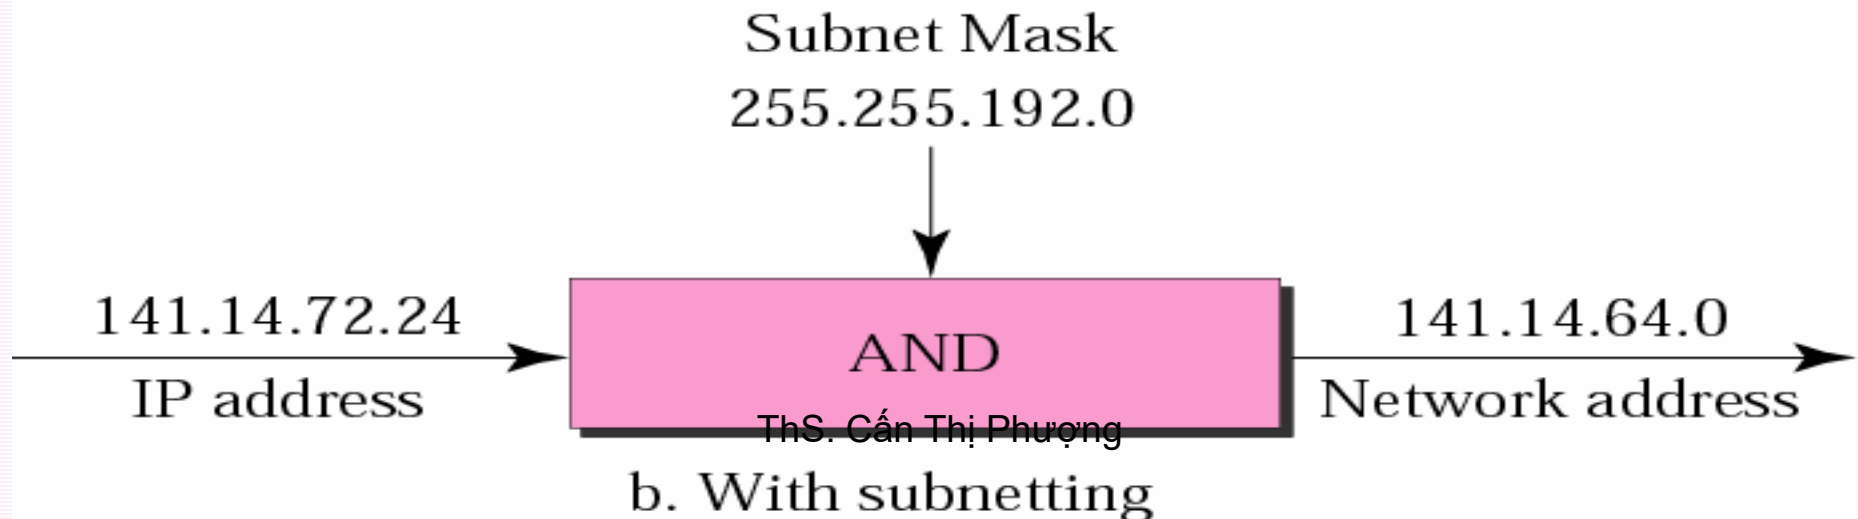 Subnet Mask
255.255.192.0
141.14.72.24
IP address
AND
141.14.64.0
Network address
ThS. Cấn Thị Phượng
b. With subnetting